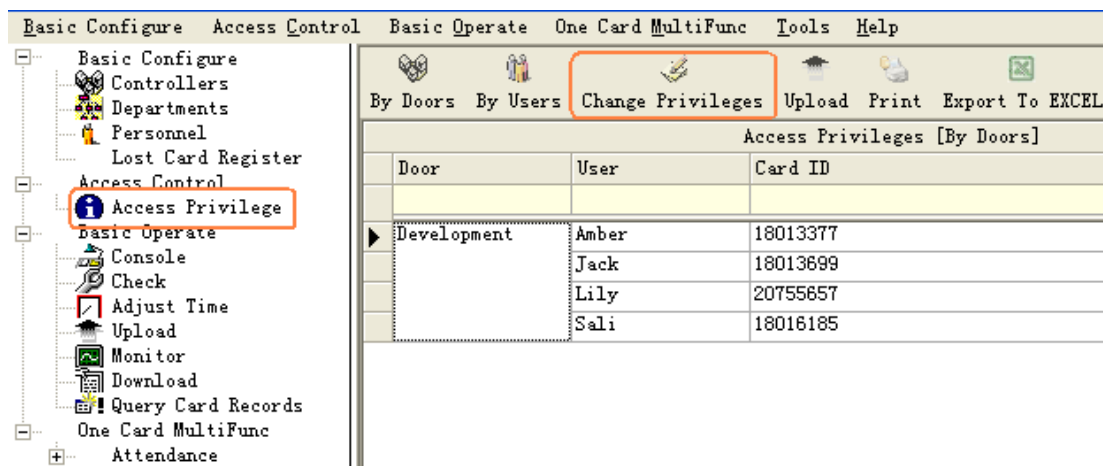 Basic Configure Access Control Basic Operate One Card MultiFunc Tools Help
Basic Configure
Controllers
Departments
Personnel
Lost Card Register
Access Control
Access Privilege
Basic Operate
Console
Check
Adjust Time
Upload
Monitor
Download
Query Card Records
One Card MultiFunc
Attendance
By Doors By Users Change Privileges Upload Print Export To EXCEL
Access Privileges [By Doors]
Door User Card ID
Development Amber 18013377
Jack 18013699
Lily 20755657
Sali 18016185